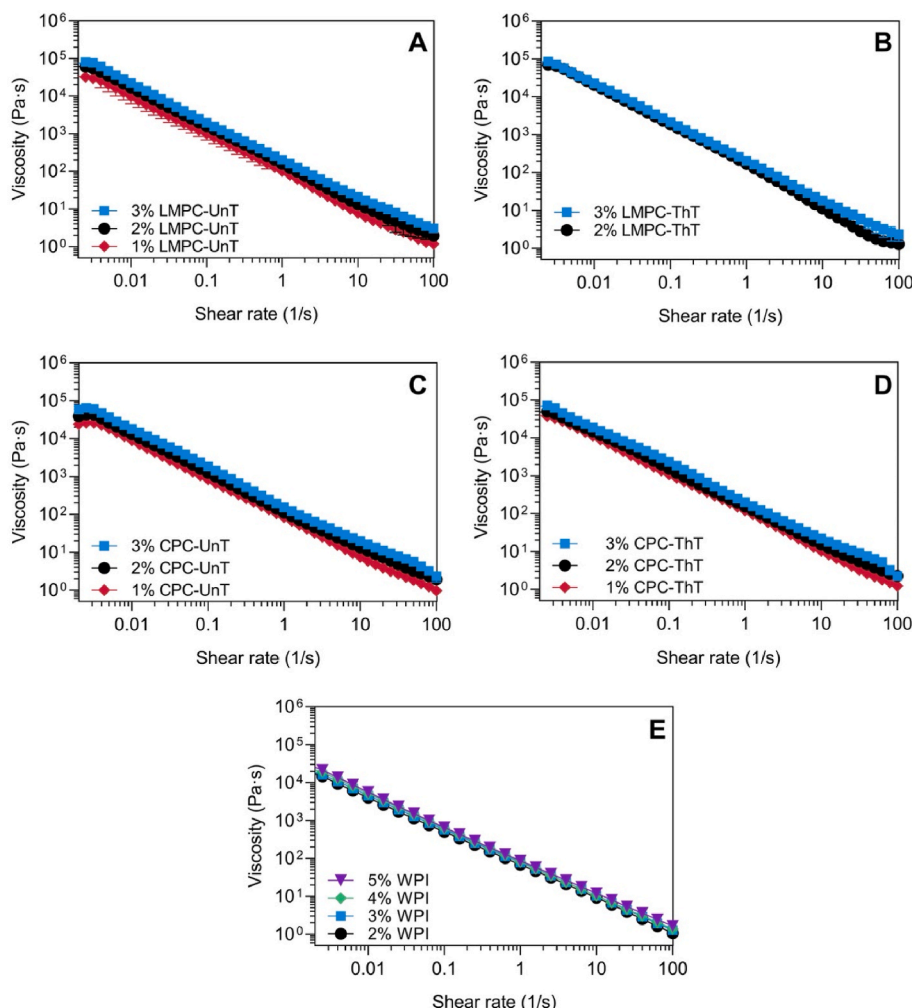 A
Viscosity (Pa·s)
10⁶
10⁵
10⁴
10³
10²
10¹
10⁰
3% LMPC-UnT
2% LMPC-UnT
1% LMPC-UnT
0.01 0.1 1 10 100
Shear rate (1/s)
B
Viscosity (Pa·s)
10⁶
10⁵
10⁴
10³
10²
10¹
10⁰
3% LMPC-ThT
2% LMPC-ThT
0.01 0.1 1 10 100
Shear rate (1/s)
C
Viscosity (Pa·s)
10⁶
10⁵
10⁴
10³
10²
10¹
10⁰
3% CPC-UnT
2% CPC-UnT
1% CPC-UnT
0.01 0.1 1 10 100
Shear rate (1/s)
D
Viscosity (Pa·s)
10⁶
10⁵
10⁴
10³
10²
10¹
10⁰
3% CPC-ThT
2% CPC-ThT
1% CPC-ThT
0.01 0.1 1 10 100
Shear rate (1/s)
E
Viscosity (Pa·s)
10⁶
10⁵
10⁴
10³
10²
10¹
10⁰
5% WPI
4% WPI
3% WPI
2% WPI
0.01 0.1 1 10 100
Shear rate (1/s)